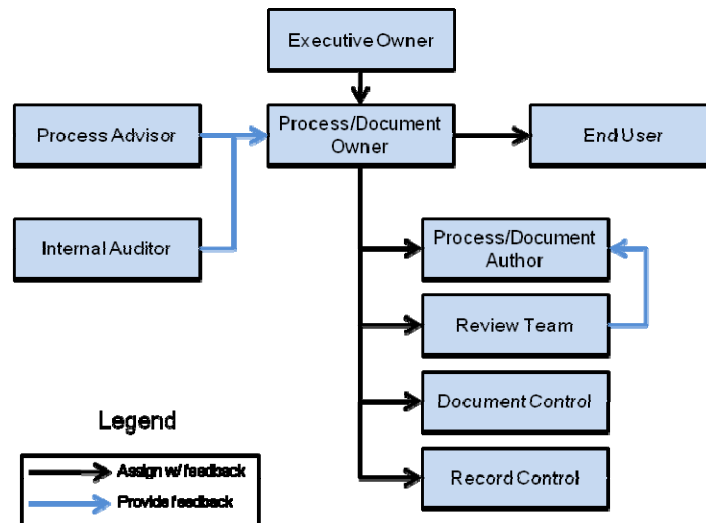 Executive Owner
Process Advisor
Process/Document
Owner
End User
Internal Auditor
Process/Document
Author
Review Team
Document Control
Record Control
Legend
Assign w/ feedback
Provide feedback